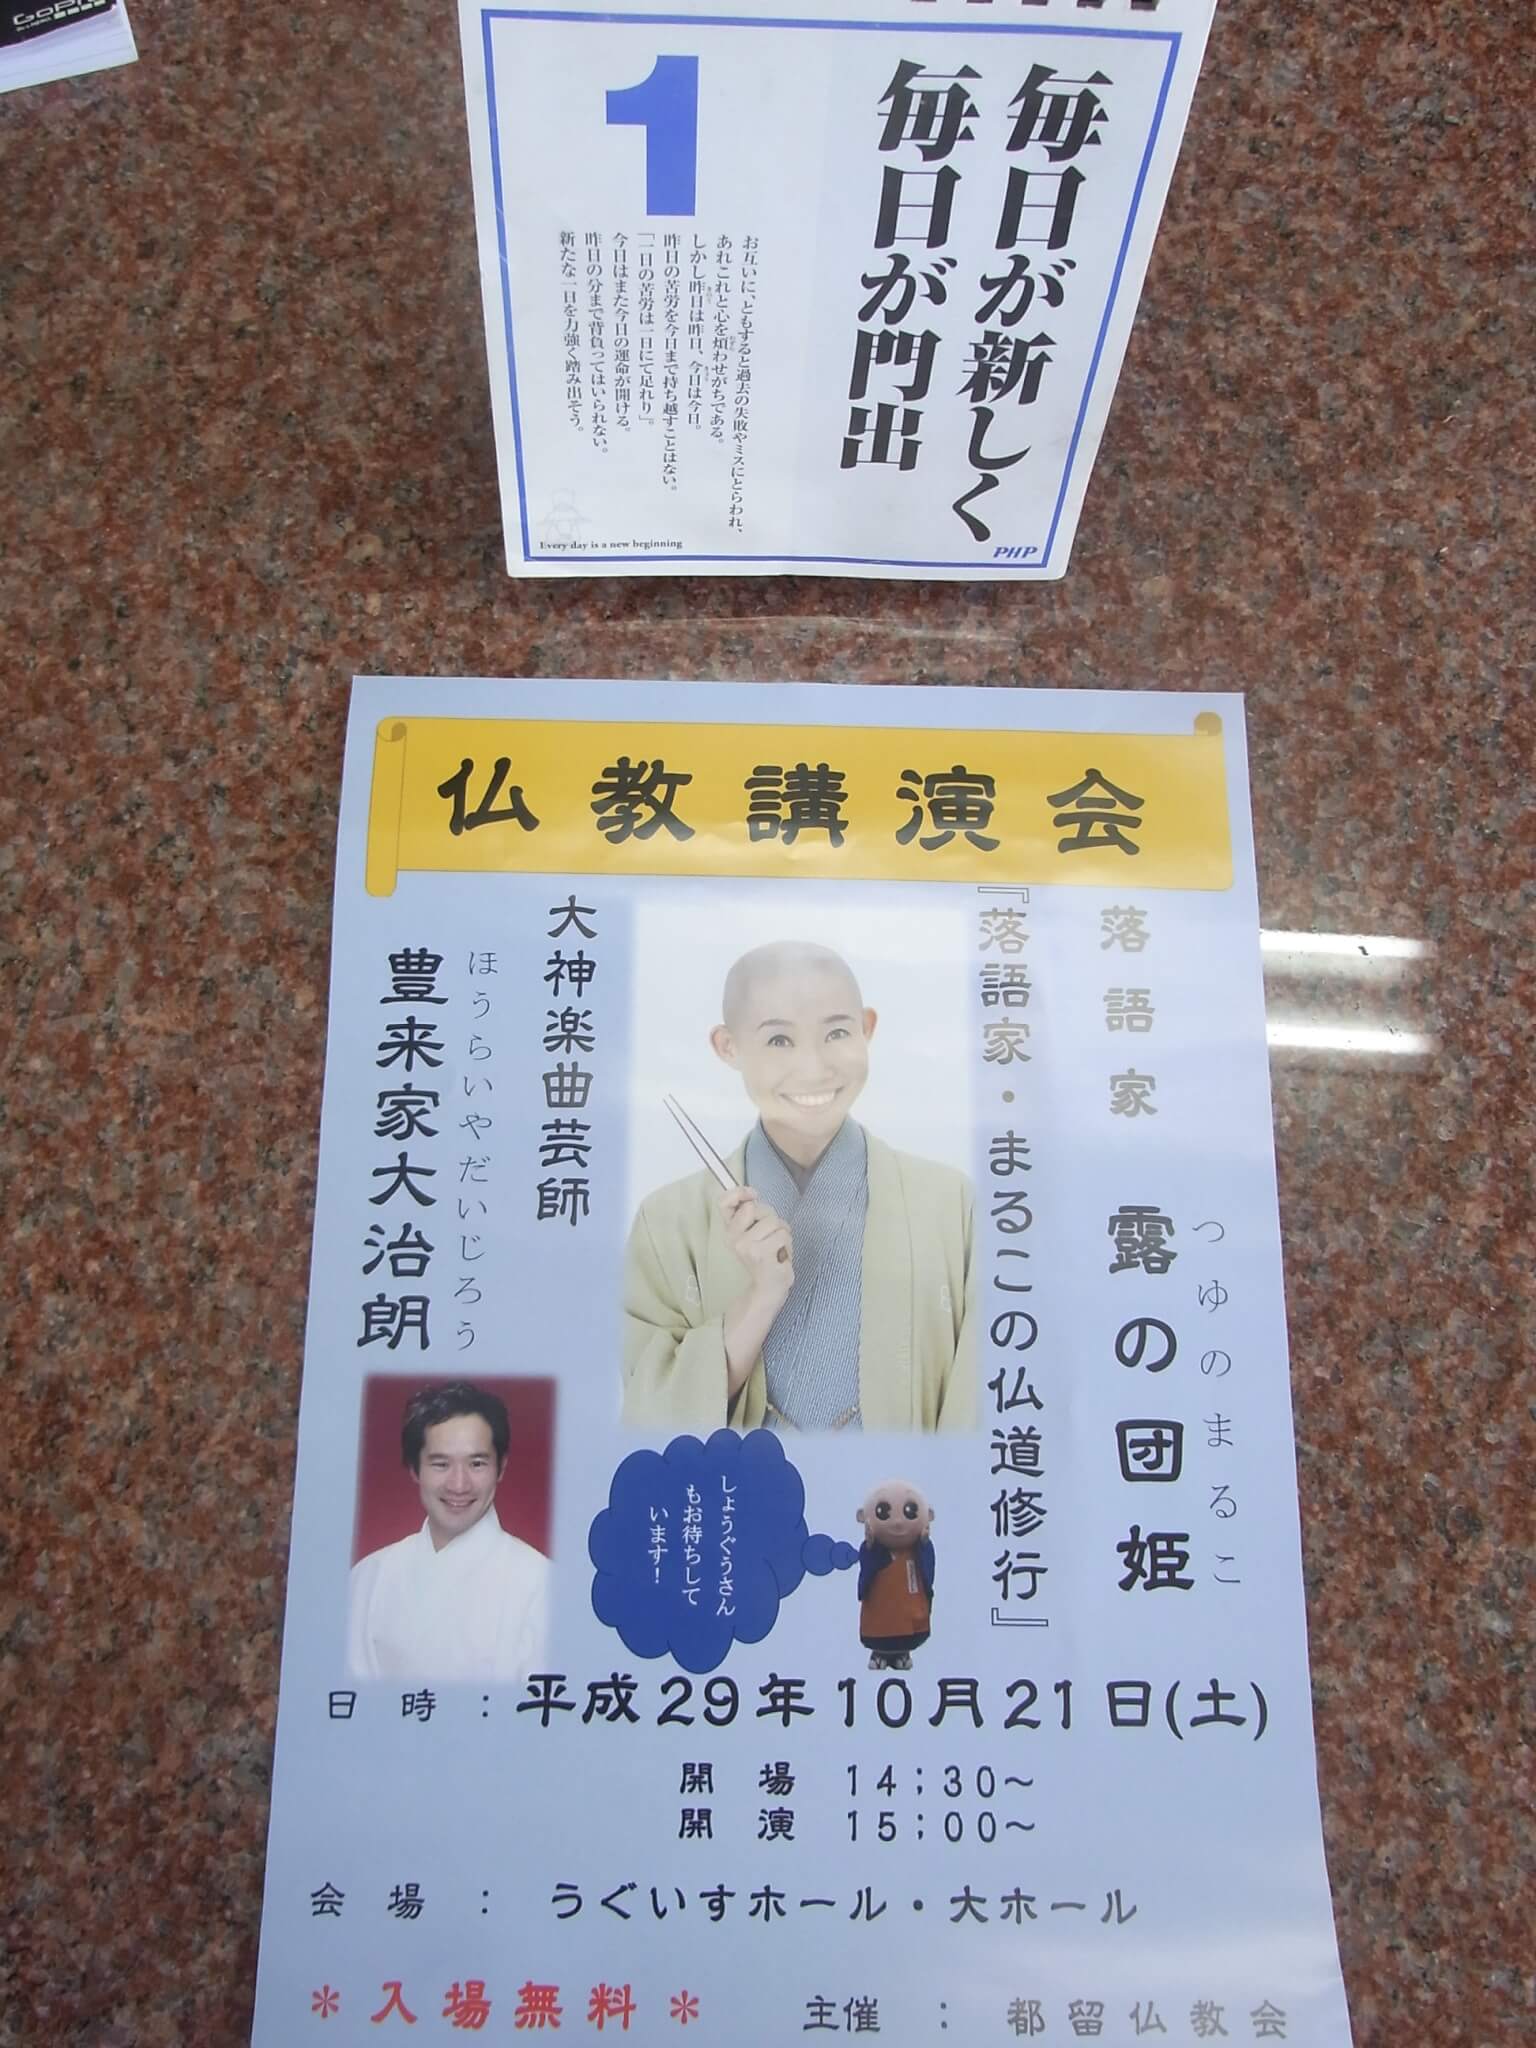 GoPro
毎日が新しく
毎日が門出
1
お互いに、ともすると過去の失敗やミスにとらわれ、
あれこれと心を煩わせがちである。
しかし昨日は昨日、今日は今日。
昨日の苦労を今日まで持ち越すことはない。
「一日の苦労は一日にて足れり」。
今日はまた今日の運命が開ける。
昨日の分まで背負ってはいられない。
新たな一日を力強く踏み出そう。
Every day is a new beginning
PHP
仏教講演会
落語家 露の団姫
つゆのまるこ
『落語家・まるこの仏道修行』
大神楽曲芸師
ほうらいやだいじろう
豊来家大治朗
しょうぐうさん
もお待ちして
います!
日時:平成29年10月21日(土)
開場 14:30~
開演 15:00~
会場:うぐいすホール・大ホール
*入場無料*
主催:都留仏教会